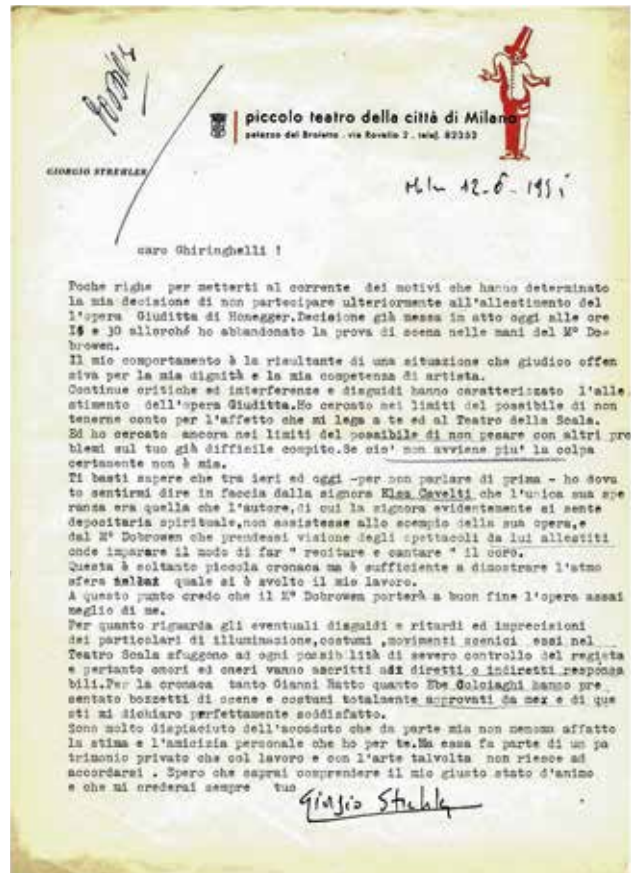 piccolo teatro della città di Milano
palazzo del Broletto . via Rovello 2 . telef. 82352
GIORGIO STREHLER
12-6-1951
caro Ghiringhelli !
Poche righe per metterti al corrente dei motivi che hanno determinato
la mia decisione di non partecipare ulteriormente all'allestimento del
l'opera Giuditta di Honegger.Decisione già messa in atto oggi alle ore
e 30 allorché ho abbandonato la prova di scena nelle mani del M° Do=
browen.
Il mio comportamento è la risultante di una situazione che giudico offen
siva per la mia dignità e la mia competenza di artista.
Continue critiche ed interferenze e disguidi hanno caratterizzato l'alle
stimento dell'opera Giuditta.Ho cercato nei limiti del possibile di non
tenerne conto per l'affetto che mi lega a te ed al Teatro della Scala.
Ed ho cercato ancora nei limiti del possibile di non pesare con altri pro
blemi sul tuo già difficile compito.Se cio' non avviene piu' la colpa
certamente non è mia.
Ti basti sapere che tra ieri ed oggi -per non parlare di prima - ho dovu
to sentirmi dire in faccia dalla signora Elsa Cavelti che l'unica sua spe
ranza era quella che l'autore,di cui la signora evidentemente si sente
depositaria spirituale,non assistesse allo scempio della sua opera,e
dal M° Dobrowen che prendessi visione degli spettacoli da lui allestiti
onde imparare il modo di far " recitare e cantare " il coro.
Questa è soltanto piccola cronaca ma è sufficiente a dimostrare l'atmo
sfera quale si è svolto il mio lavoro.
A questo punto credo che il M° Dobrowen porterà a buon fine l'opera assai
meglio di me.
Per quanto riguarda gli eventuali disguidi e ritardi ed imprecisioni
dei particolari di illuminazione,costumi ,movimenti scenici essi nel
Teatro Scala sfuggono ad ogni possib lità di severo controllo del regista
e pertanto onori ed oneri vanno ascritti diretti o indiretti responsa
bili.Per la cronaca tanto Gianni Ratto quanto Ebe Colciaghi hanno pre
sentato bozzetti di scene e costumi totalmente approvati da me e di que
sti mi dichiaro perfettamente soddisfatto.
Sono molto dispiaciuto dell'accaduto che da parte mia non menoma affatto
la stima e l'amicizia personale che ho per te.Ma essa fa parte di un pa
trimonio privato che col lavoro e con l'arte talvolta non riesce ad
accordarsi . Spero che saprai comprendere il mio giusto stato d'animo
e che mi crederai sempre tuo
Giorgio Strehler